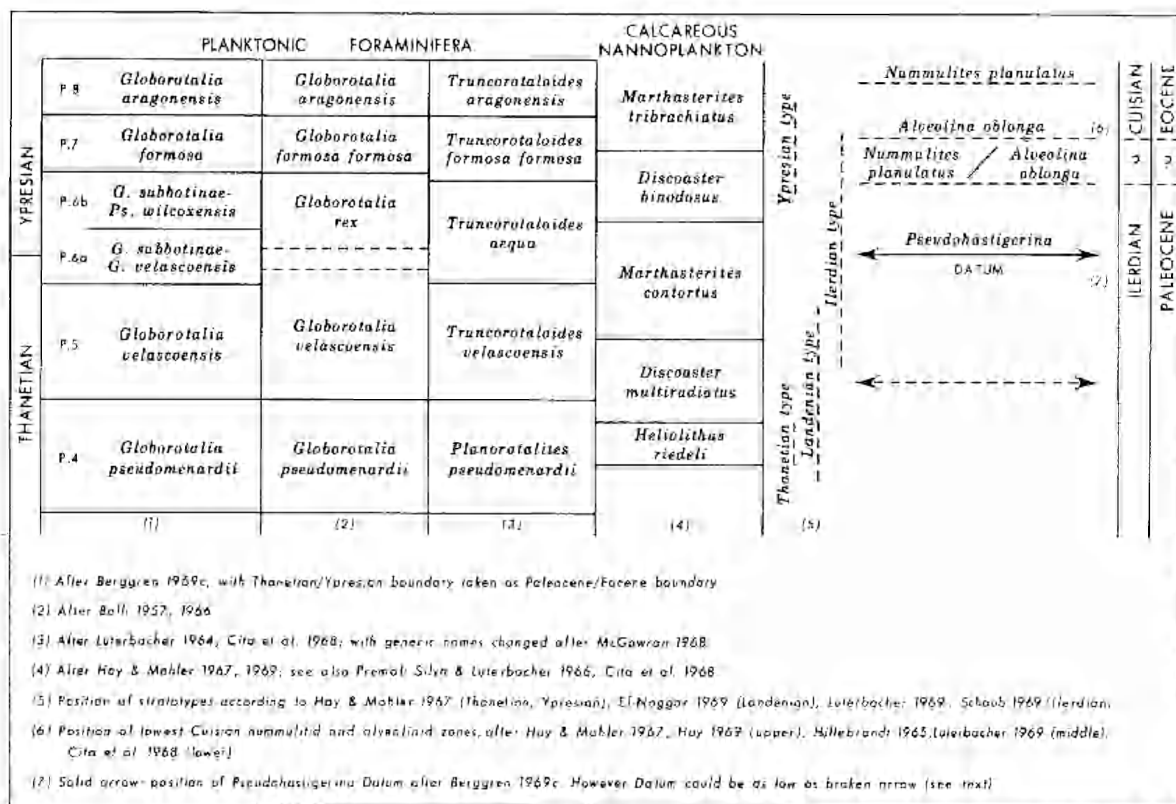 PLANKTONIC FORAMINIFERA
CALCAREOUS
NANNOPLANKTON
YPRESIAN
THANETIAN
P.8
Globorotalia
aragonensis
Globorotalia
aragonensis
Truncorotaloides
aragonensis
P.7
Globorotalia
formosa
Globorotalia
formosa formosa
Truncorotaloides
formosa formosa
P.6b
G. subbotinae-
Ps. wilcoxensis
Globorotalia
rex
Truncorotaloides
aequa
P.6a
G. subbotinae-
G. velascoensis
P.5
Globorotalia
velascoensis
Globorotalia
velascoensis
Truncorotaloides
velascoensis
P.4
Globorotalia
pseudomenardii
Globorotalia
pseudomenardii
Planorotalites
pseudomenardii
Marthasterites
tribrachiatus
Discoaster
binodosus
Marthasterites
contortus
Discoaster
multiradiatus
Heliolithus
riedeli
Ypresian type
Ilerdian type
Thanetian type
Landenian type
Nummulites planulatus
Alveolina oblonga (6)
Nummulites / Alveolina
planulatus oblonga
Pseudohastigerina
DATUM
(7)
CUISIAN
?
ILERDIAN
EOCENE
?
PALEOCENE
(1) (2) (3) (4) (5)
(1) After Berggren 1969c, with Thanetian/Ypresian boundary taken as Paleocene/Eocene boundary
(2) After Bolli 1957, 1966
(3) After Luterbacher 1964, Cita et al. 1968; with generic names changed after McGowran 1968
(4) After Hay & Mohler 1967, 1969; see also Premoli Silva & Luterbacher 1966, Cita et al. 1968
(5) Position of stratotypes according to Hay & Mohler 1967 (Thanetian, Ypresian), El-Naggar 1969 (Landenian), Luterbacher 1969, Schaub 1969 (Ilerdian)
(6) Position of lowest Cuisian nummulitid and alveolinid zones, after Hay & Mohler 1967, Hay 1967 (upper), Hillebrandt 1965, Luterbacher 1969 (middle),
Cita et al 1968 (lower)
(7) Solid arrow- position of Pseudohastigerina Datum after Berggren 1969c. However Datum could be as low as broken arrow (see text)